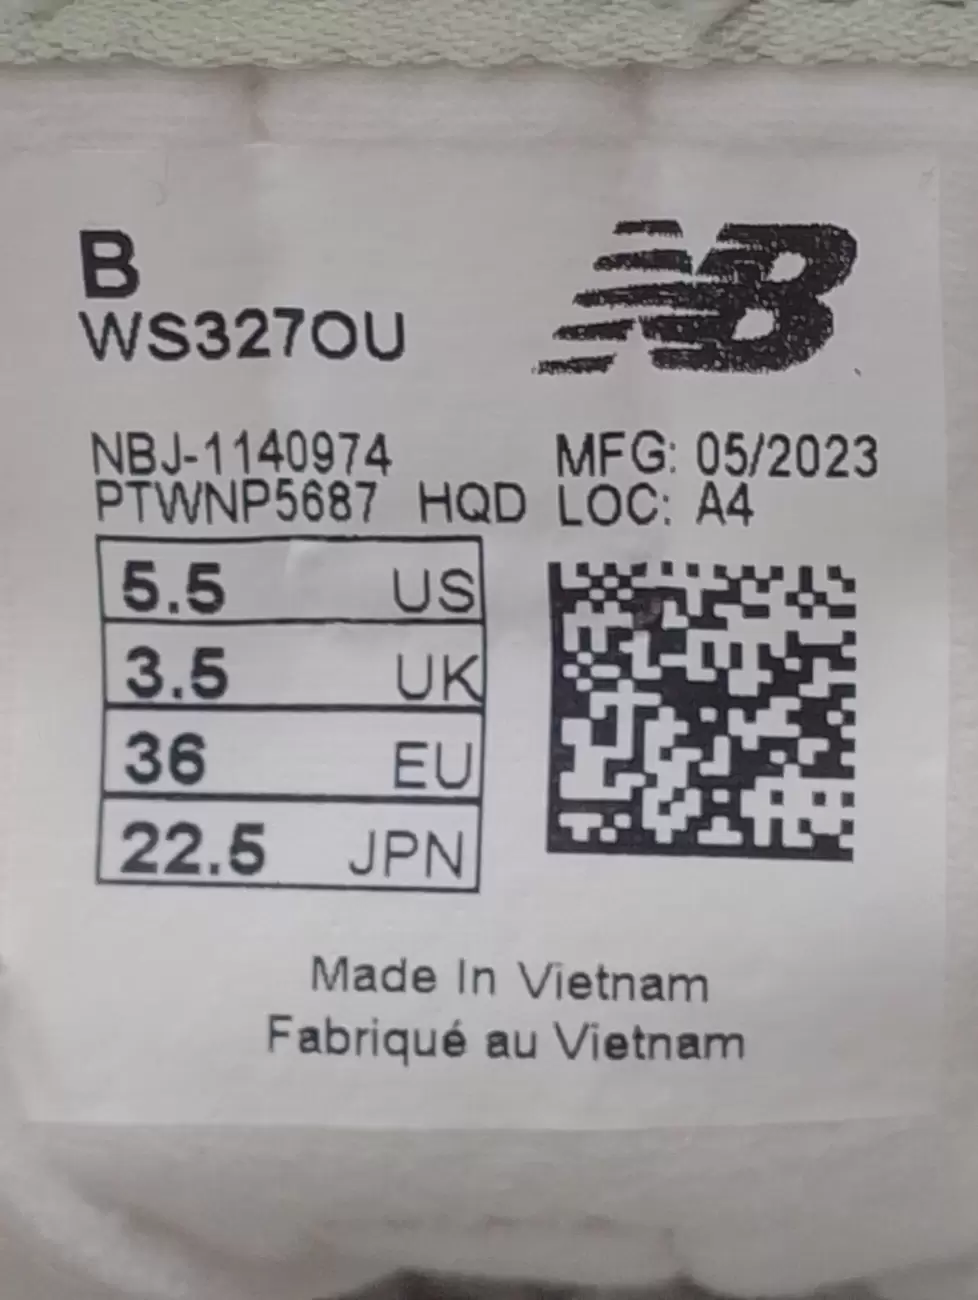 B
NB
WS327OU
NBJ-1140974 MFG: 05/2023
PTWNP5687 HQD LOC: A4
5.5 US
3.5 UK
36 EU
22.5 JPN
Made In Vietnam
Fabriqué au Vietnam